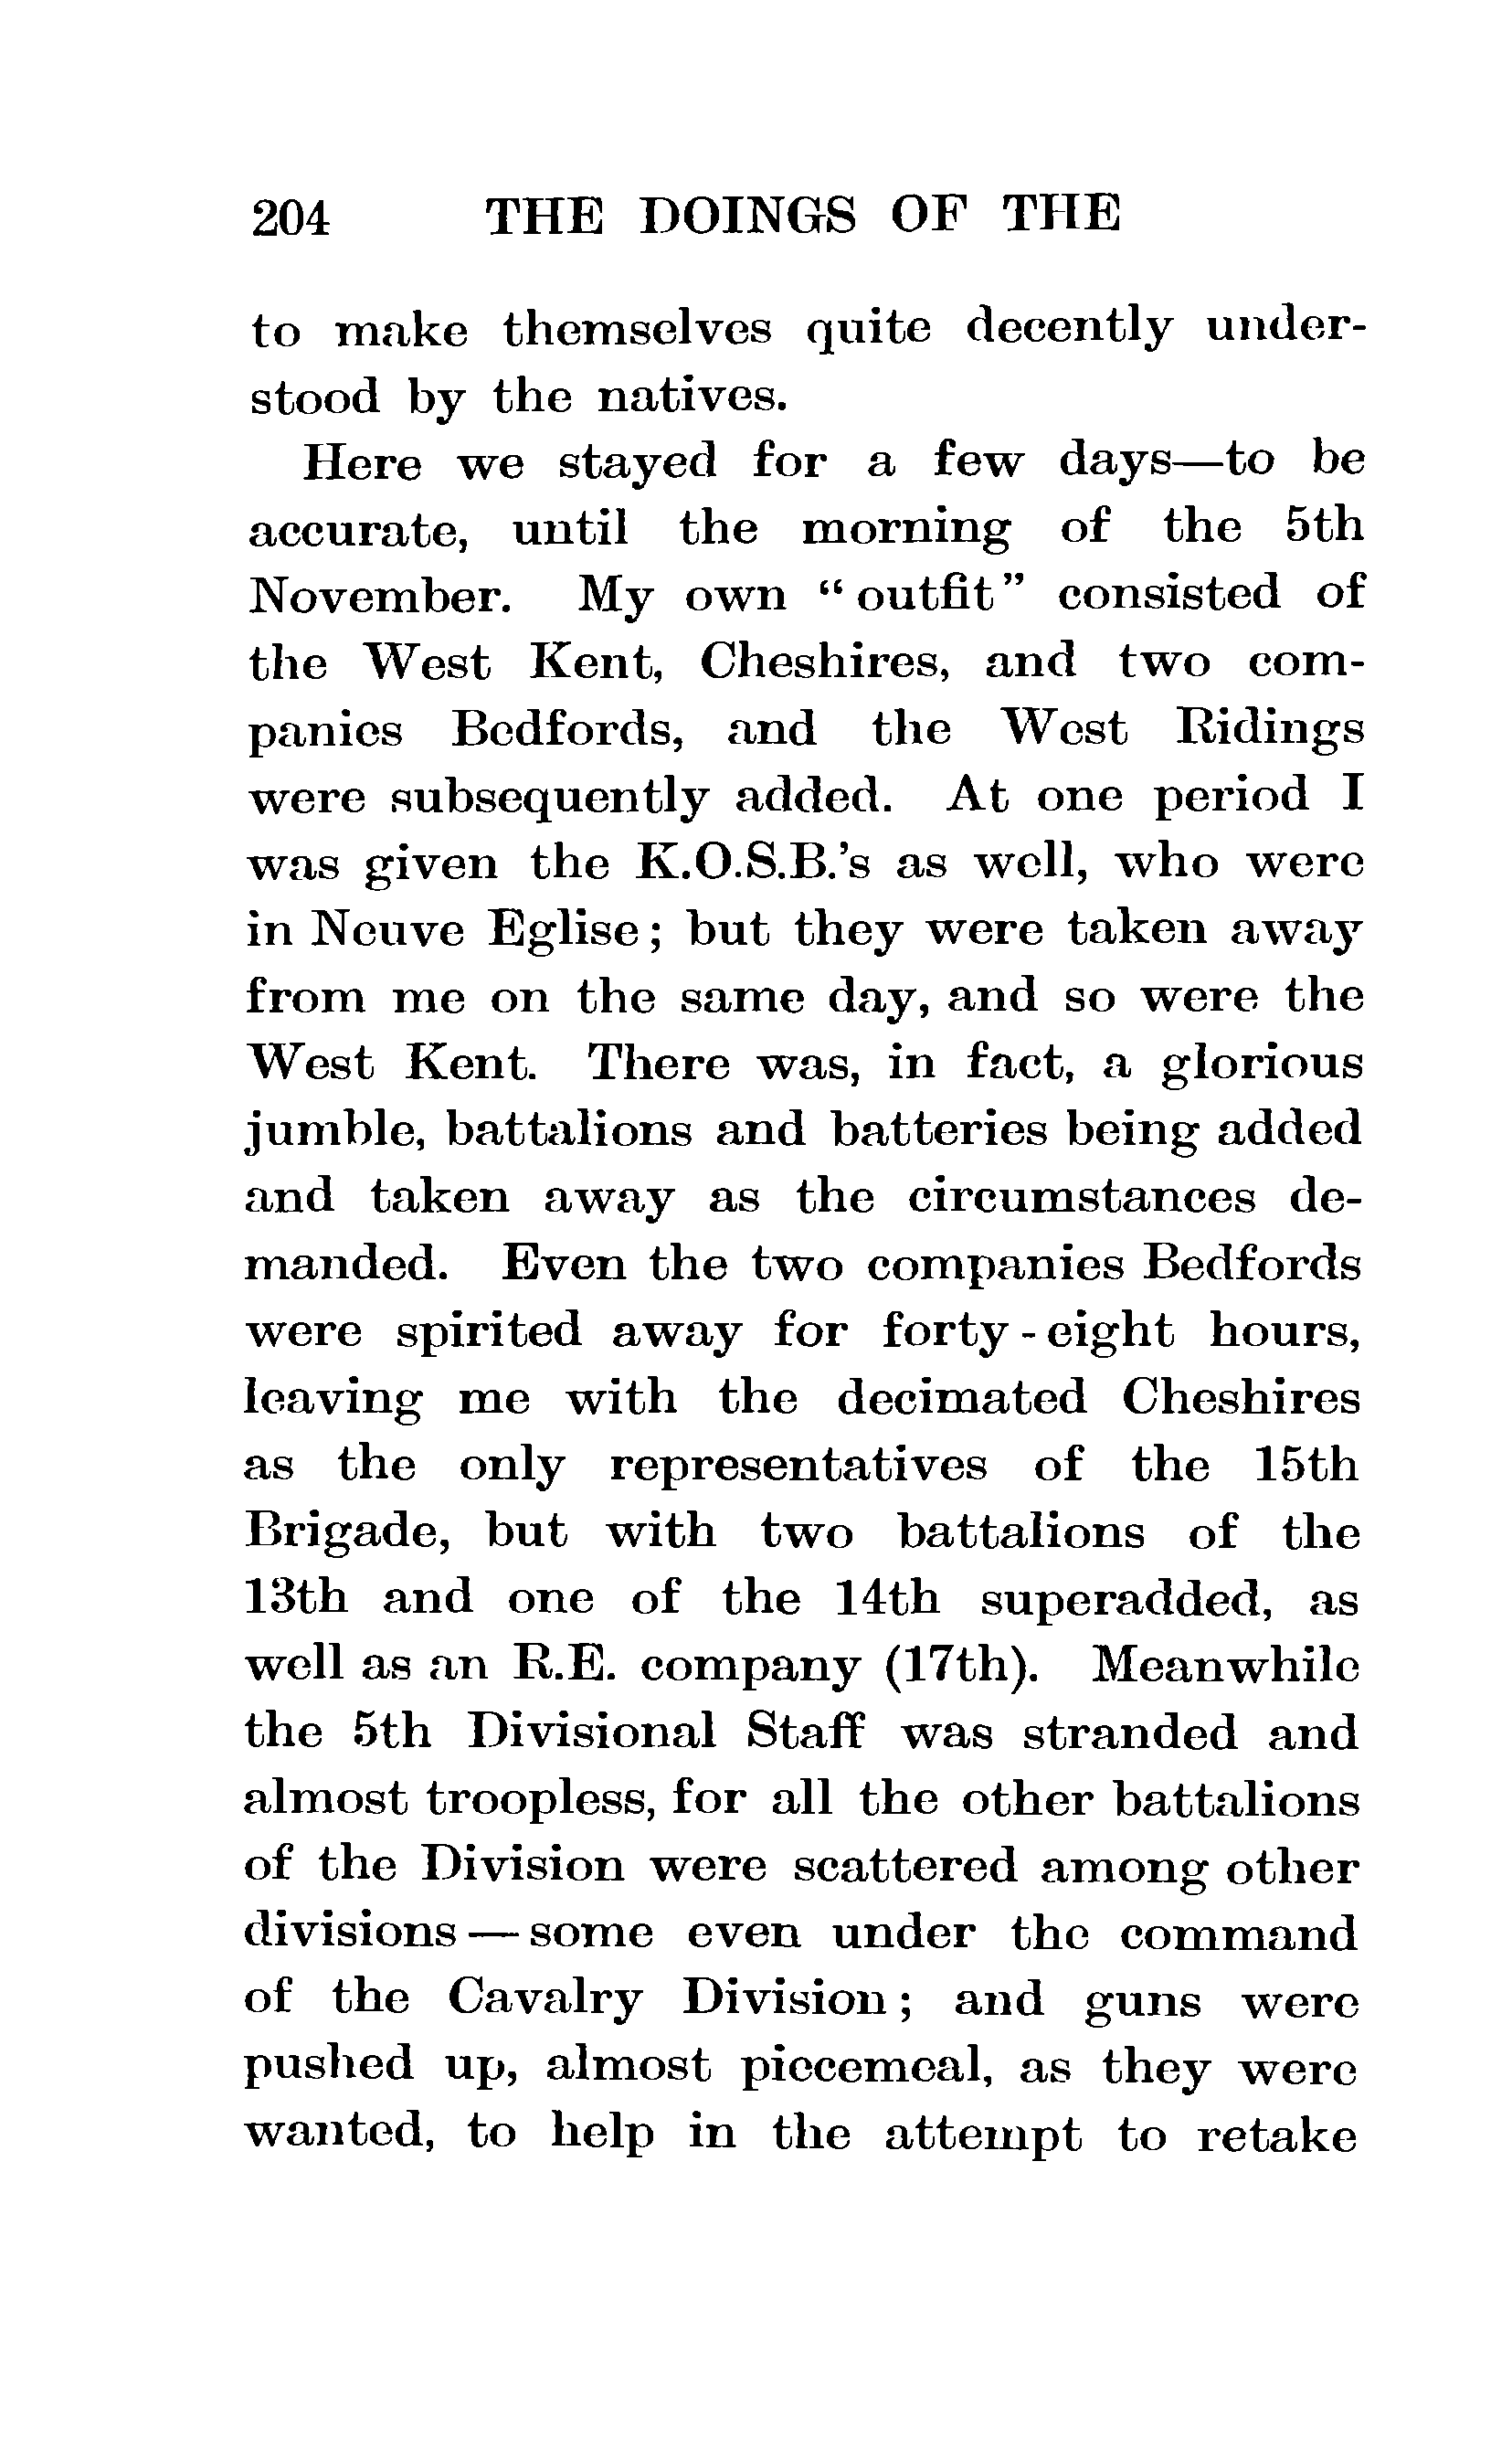 204 THE DOINGS OF THE
to make themselves quite decently under-
stood by the natives.
Here we stayed for a few days—to be
accurate, until the morning of the 5th
November. My own “outfit” consisted of
the West Kent, Cheshires, and two com-
panies Bedfords, and the West Ridings
were subsequently added. At one period I
was given the K.O.S.B.’s as well, who were
in Neuve Eglise; but they were taken away
from me on the same day, and so were the
West Kent. There was, in fact, a glorious
jumble, battalions and batteries being added
and taken away as the circumstances de-
manded. Even the two companies Bedfords
were spirited away for forty-eight hours,
leaving me with the decimated Cheshires
as the only representatives of the 15th
Brigade, but with two battalions of the
13th and one of the 14th superadded, as
well as an R.E. company (17th). Meanwhile
the 5th Divisional Staff was stranded and
almost troopless, for all the other battalions
of the Division were scattered among other
divisions—some even under the command
of the Cavalry Division; and guns were
pushed up, almost piecemeal, as they were
wanted, to help in the attempt to retake